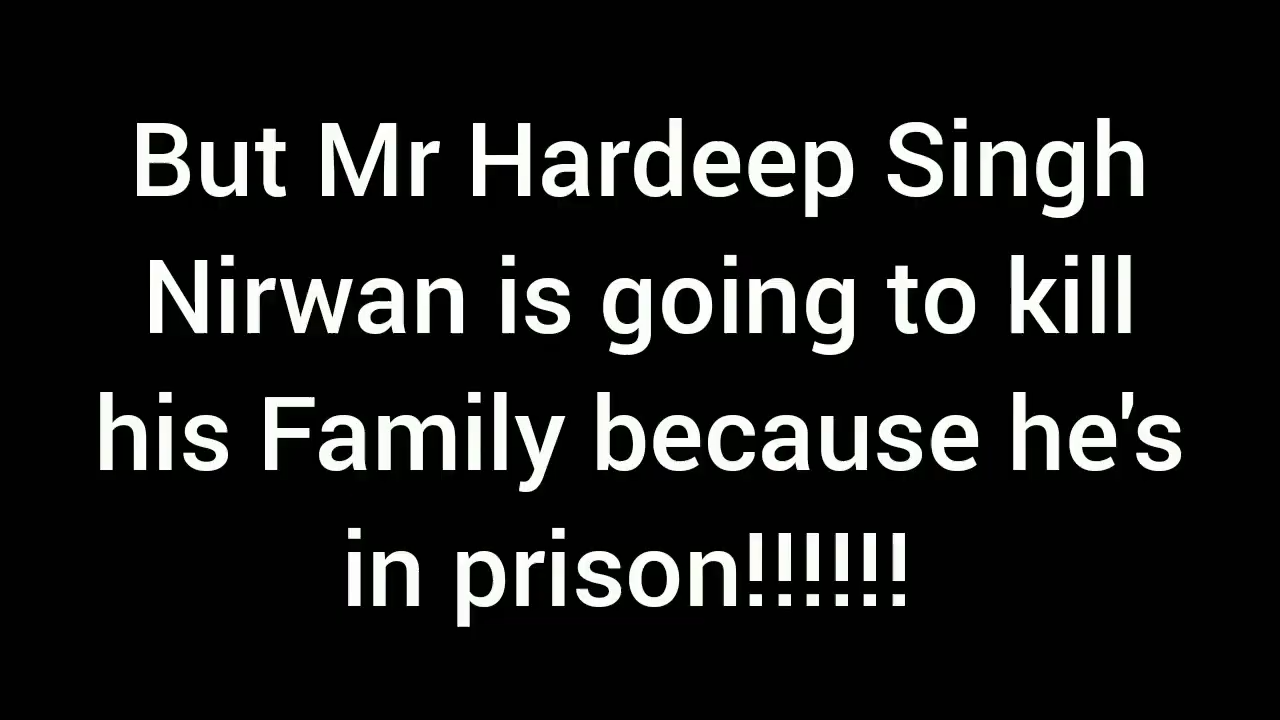 But Mr Hardeep Singh
Nirwan is going to kill
his Family because he's
in prison!!!!!!